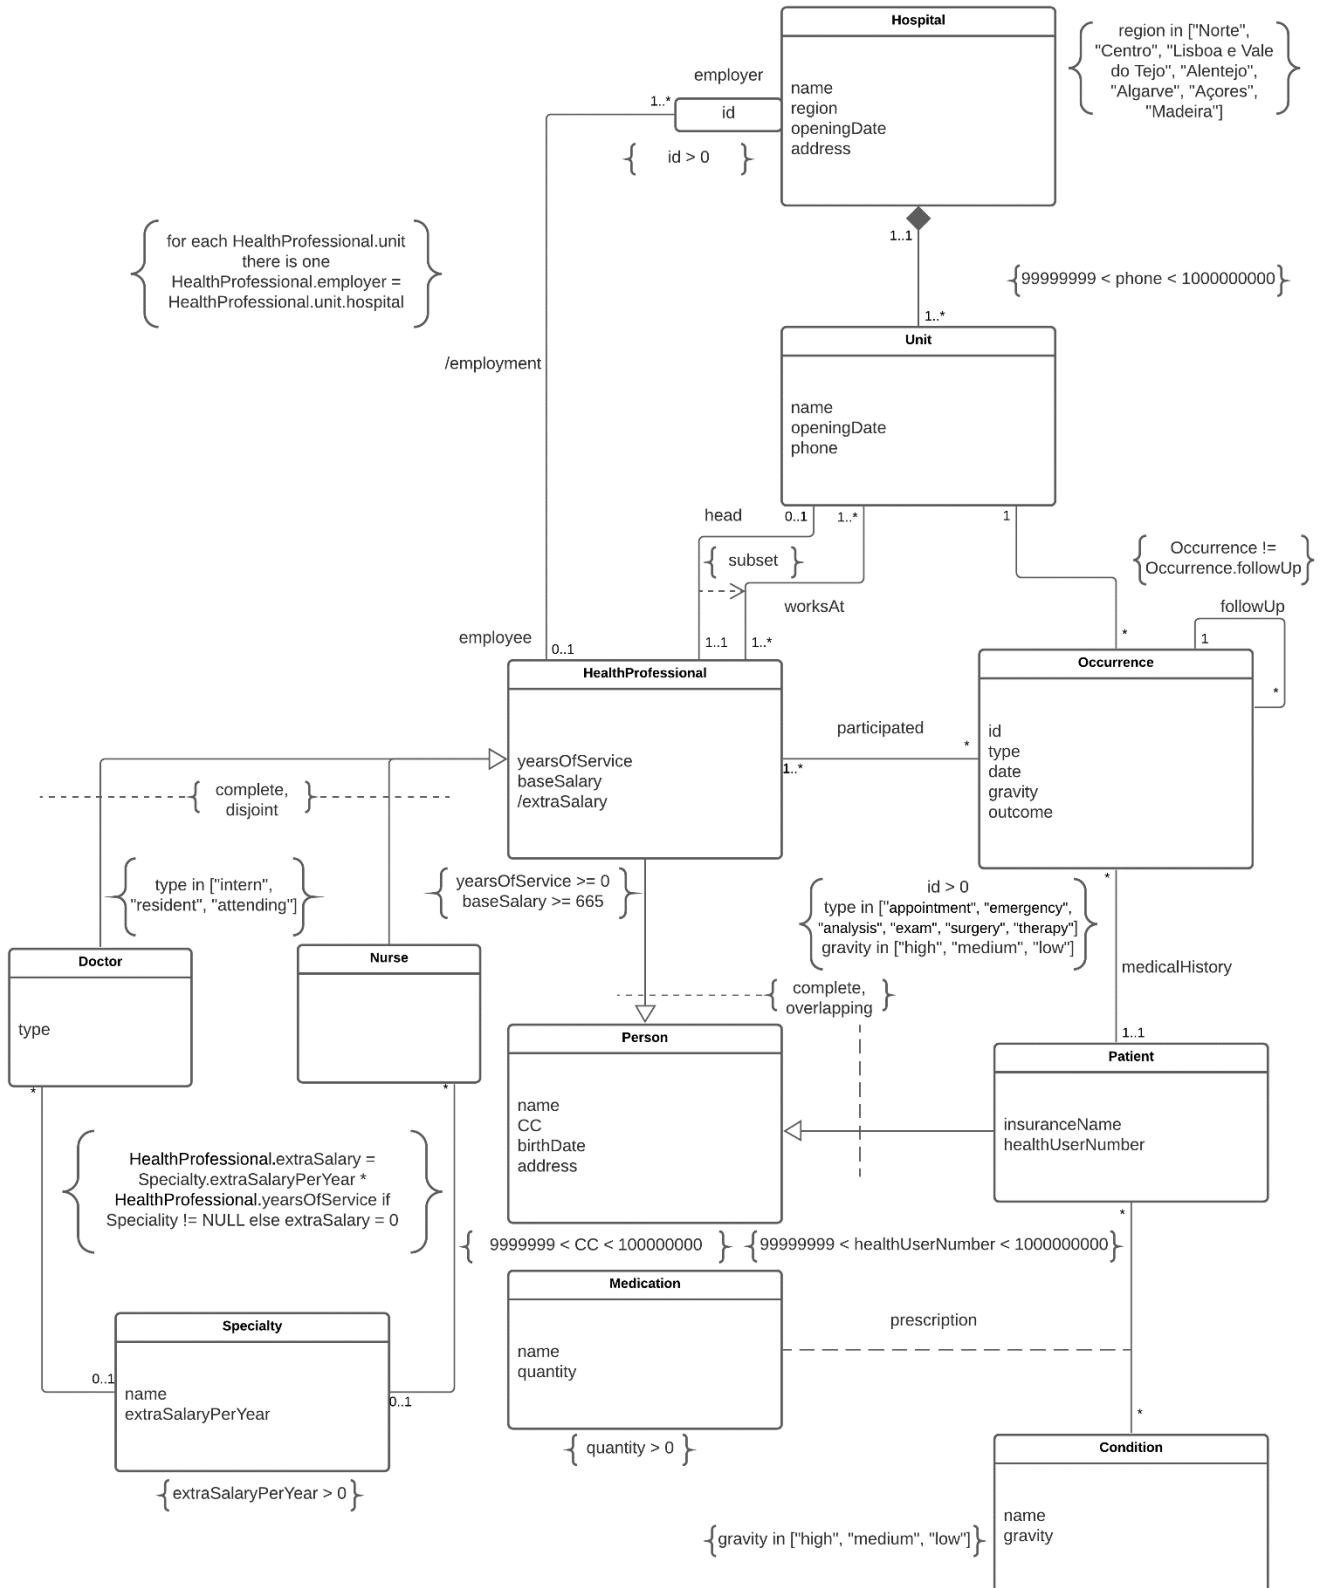 Hospital
name
region
openingDate
address
region in ["Norte",
"Centro", "Lisboa e Vale
do Tejo", "Alentejo",
"Algarve", "Açores",
"Madeira"]
employer
1..*
id
id > 0
1..1
for each HealthProfessional.unit
there is one
HealthProfessional.employer =
HealthProfessional.unit.hospital
99999999 < phone < 1000000000
1..*
/employment
Unit
name
openingDate
phone
head
0..1
1..*
1
subset
worksAt
Occurrence !=
Occurrence.followUp
followUp
1
*
*
employee
0..1
1..1
1..*
HealthProfessional
yearsOfService
baseSalary
/extraSalary
participated
*
1..*
Occurrence
id
type
date
gravity
outcome
complete,
disjoint
type in ["intern",
"resident", "attending"]
yearsOfService >= 0
baseSalary >= 665
id > 0
type in ["appointment", "emergency",
"analysis", "exam", "surgery", "therapy"]
gravity in ["high", "medium", "low"]
*
medicalHistory
1..1
complete,
overlapping
Doctor
type
*
Nurse
*
Person
name
CC
birthDate
address
Patient
insuranceName
healthUserNumber
*
HealthProfessional.extraSalary =
Specialty.extraSalaryPerYear *
HealthProfessional.yearsOfService if
Speciality != NULL else extraSalary = 0
9999999 < CC < 100000000
99999999 < healthUserNumber < 1000000000
Medication
name
quantity
prescription
quantity > 0
Specialty
name
extraSalaryPerYear
0..1
0..1
extraSalaryPerYear > 0
*
Condition
name
gravity
gravity in ["high", "medium", "low"]